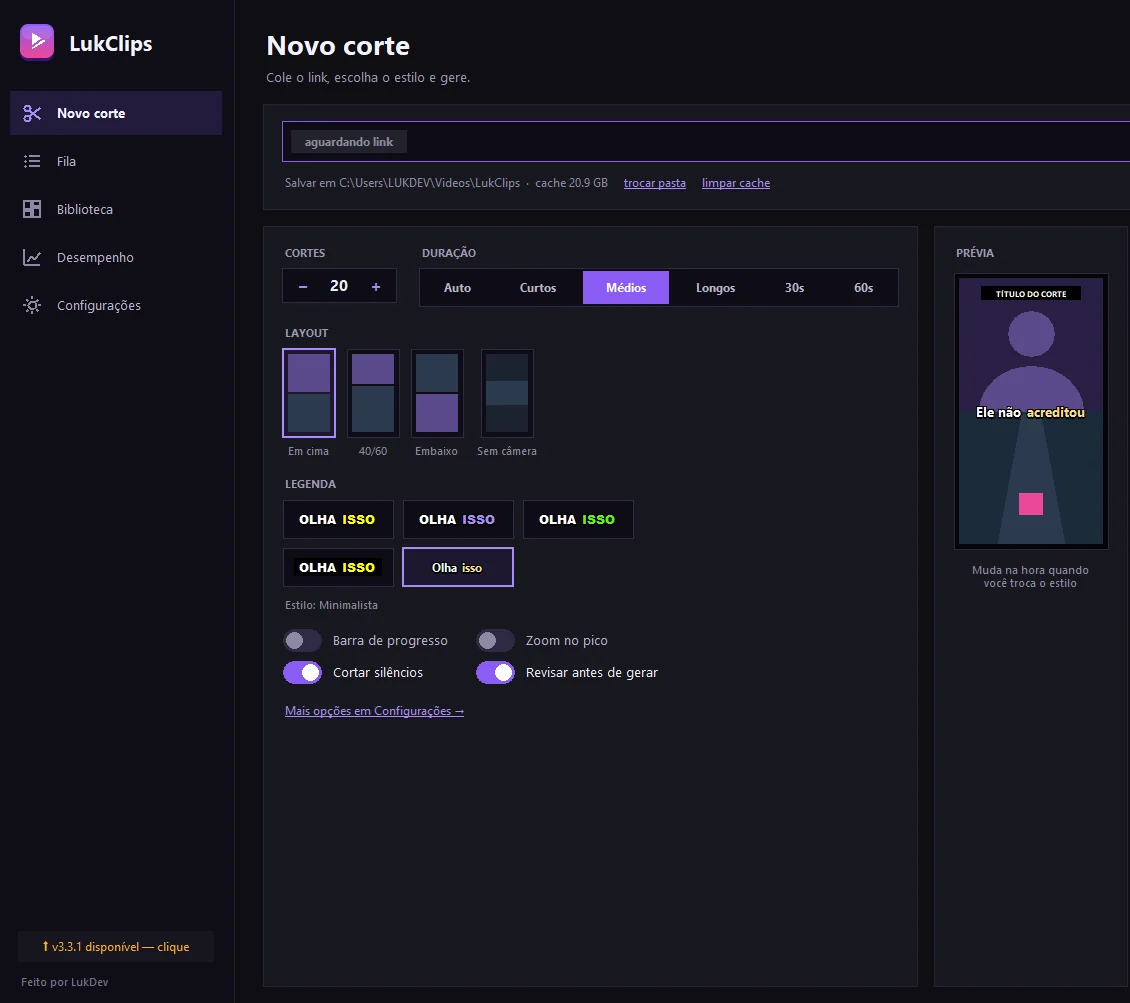 LukClips
Novo corte
Fila
Biblioteca
Desempenho
Configurações
⭡ v3.3.1 disponível — clique
Feito por LukDev
Novo corte
Cole o link, escolha o estilo e gere.
aguardando link
Salvar em C:\Users\LUKDEV\Videos\LukClips · cache 20.9 GB trocar pasta limpar cache
CORTES
− 20 +
DURAÇÃO
Auto Curtos Médios Longos 30s 60s
LAYOUT
Em cima 40/60 Embaixo Sem câmera
LEGENDA
OLHA ISSO OLHA ISSO OLHA ISSO
OLHA ISSO Olha isso
Estilo: Minimalista
Barra de progresso Zoom no pico
Cortar silêncios Revisar antes de gerar
Mais opções em Configurações →
PRÉVIA
TÍTULO DO CORTE
Ele não acreditou
Muda na hora quando
você troca o estilo